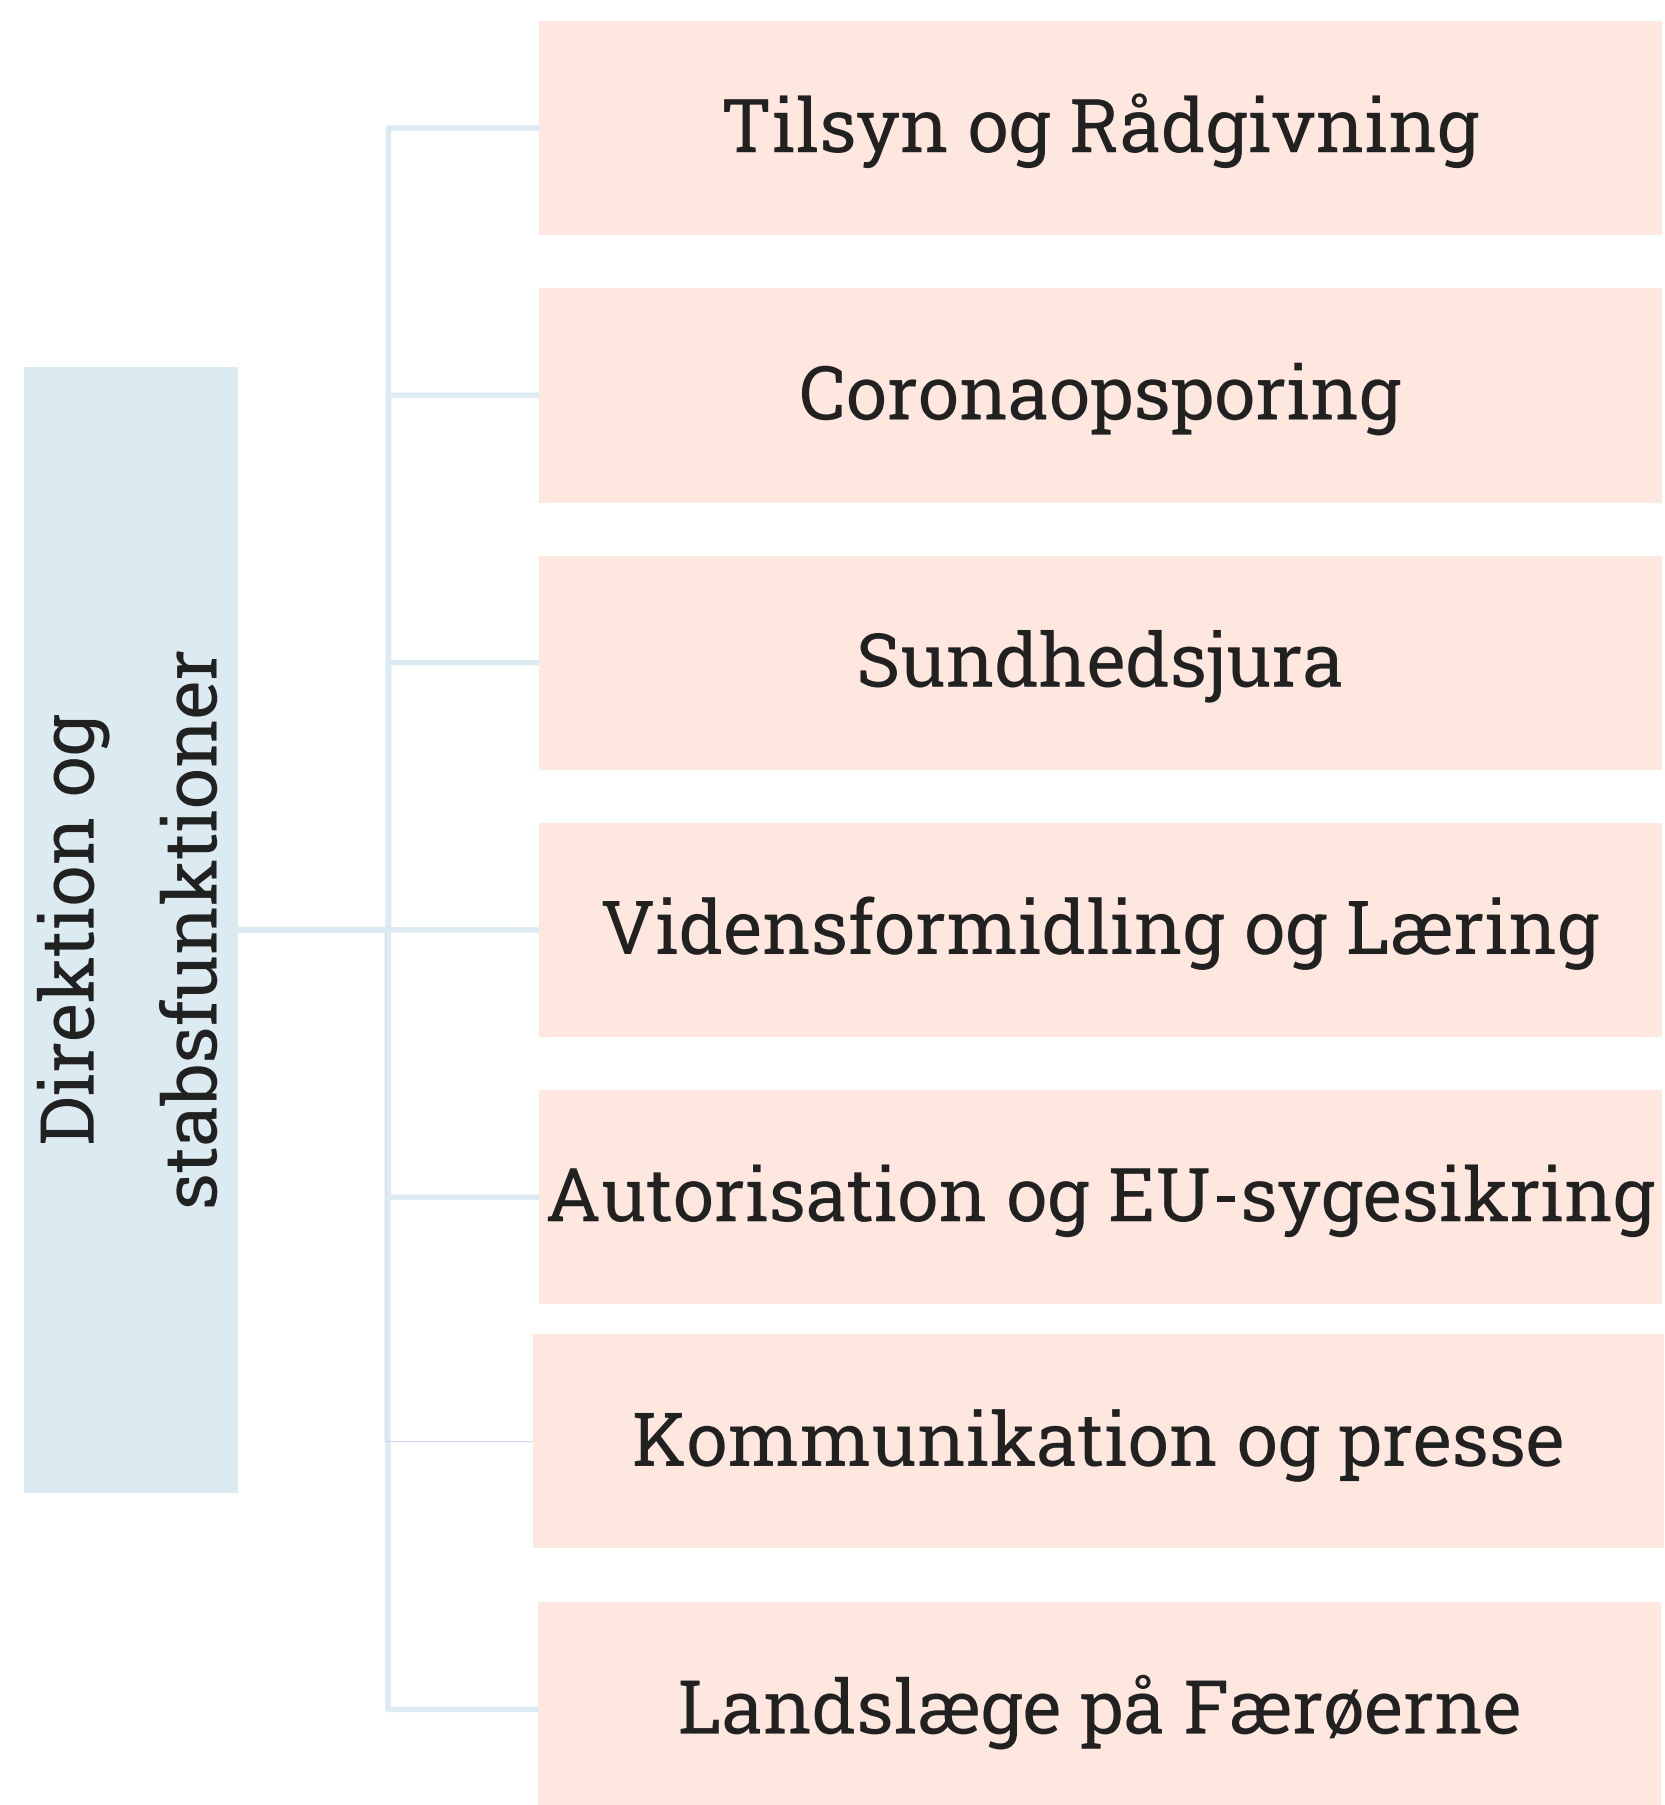 Direktion og
stabsfunktioner
Tilsyn og Rådgivning
Coronaopsporing
Sundhedsjura
Vidensformidling og Læring
Autorisation og EU-sygesikring
Kommunikation og presse
Landslæge på Færøerne